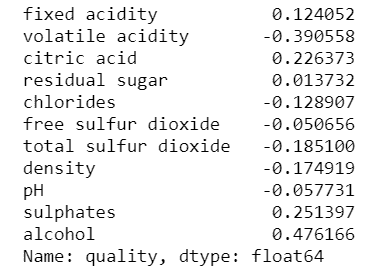 fixed acidity 0.124052
volatile acidity -0.390558
citric acid 0.226373
residual sugar 0.013732
chlorides -0.128907
free sulfur dioxide -0.050656
total sulfur dioxide -0.185100
density -0.174919
pH -0.057731
sulphates 0.251397
alcohol 0.476166
Name: quality, dtype: float64